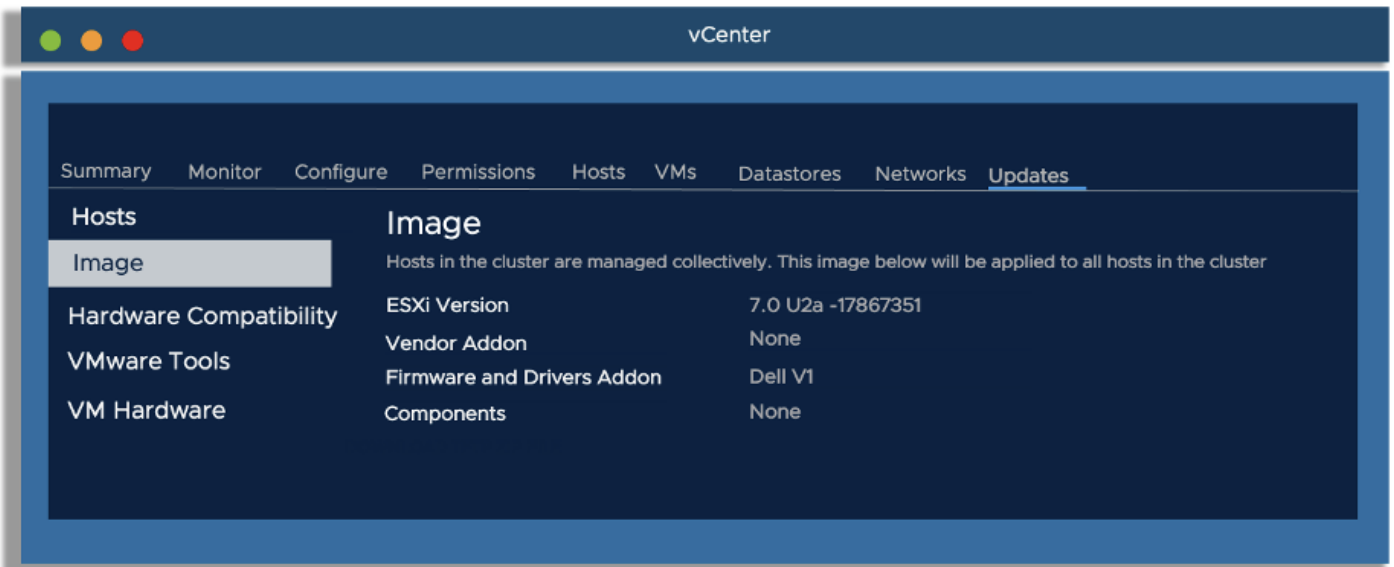 vCenter
Summary Monitor Configure Permissions Hosts VMs Datastores Networks Updates
Hosts
Image
Hardware Compatibility
VMware Tools
VM Hardware
Image
Hosts in the cluster are managed collectively. This image below will be applied to all hosts in the cluster
ESXi Version 7.0 U2a -17867351
Vendor Addon None
Firmware and Drivers Addon Dell V1
Components None